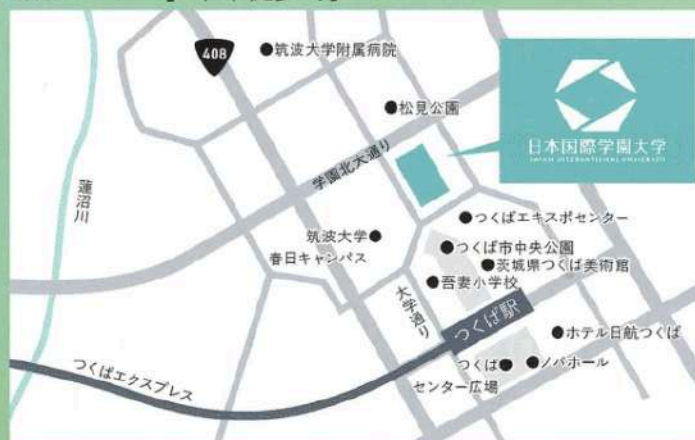 408
筑波大学附属病院
松見公園
日本国際学園大学
JAPAN INTERNATIONAL UNIVERSITY
学園北大通り
蓮沼川
つくばエキスポセンター
筑波大学
春日キャンパス
つくば市中央公園
茨城県つくば美術館
吾妻小学校
大学通り
つくば駅
ホテル日航つくば
つくばエクスプレス
つくば
センター広場
ノバホール